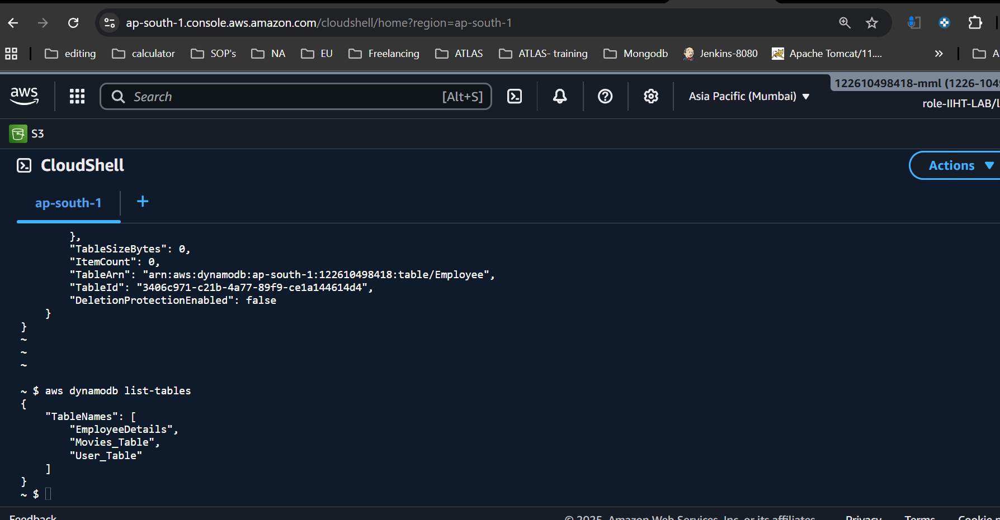 ap-south-1.console.aws.amazon.com/cloudshell/home?region=ap-south-1
editing calculator SOP's NA EU Freelancing ATLAS ATLAS- training Mongodb Jenkins-8080 Apache Tomcat/11.... »
aws Search [Alt+S] Asia Pacific (Mumbai) ▼ 122610498418-mml (1226-1049
role-IIHT-LAB/
S3
CloudShell Actions ▼
ap-south-1 +
},
"TableSizeBytes": 0,
"ItemCount": 0,
"TableArn": "arn:aws:dynamodb:ap-south-1:122610498418:table/Employee",
"TableId": "3406c971-c21b-4a77-89f9-ce1a144614d4",
"DeletionProtectionEnabled": false
}
}
~
~
~
~ $ aws dynamodb list-tables
{
"TableNames": [
"EmployeeDetails",
"Movies_Table",
"User_Table"
]
}
~ $
Feedback © 2025, Amazon Web Services, Inc. or its affiliates. Privacy Terms Cookie